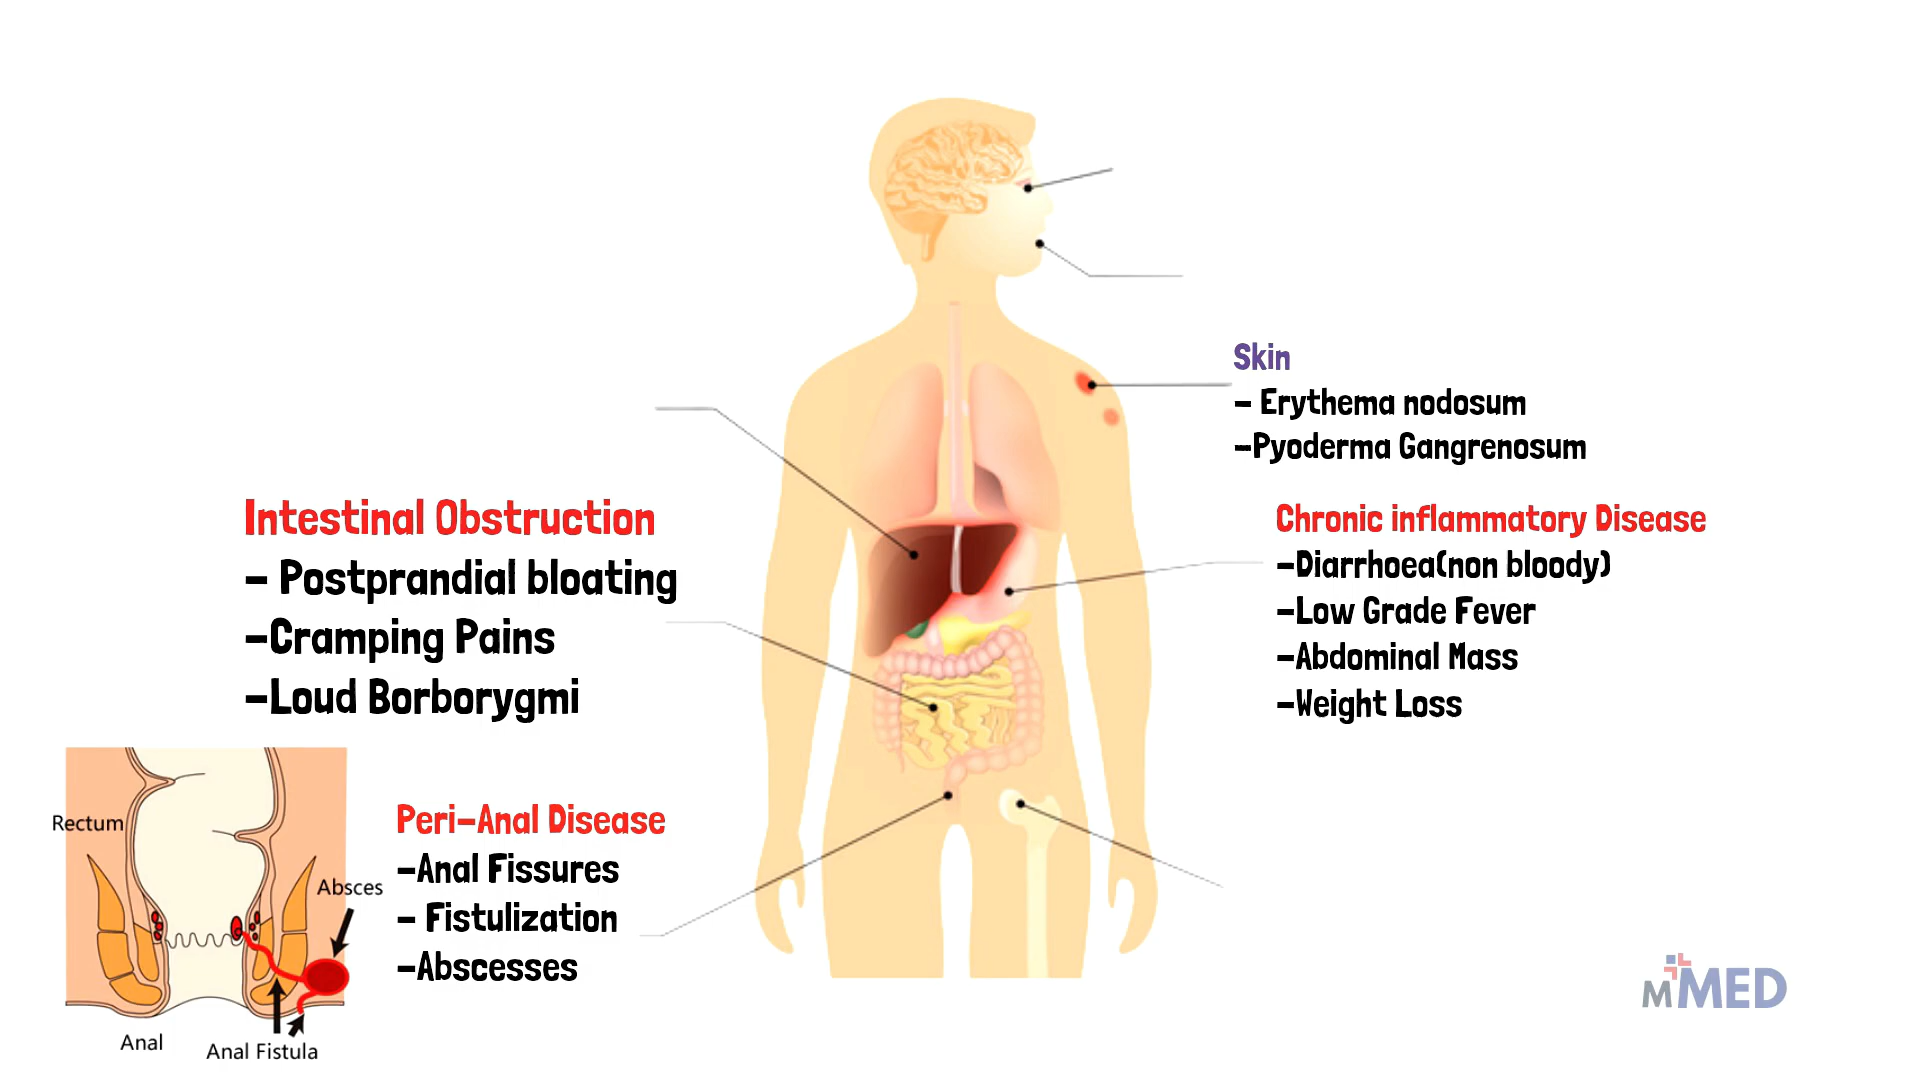 Skin
- Erythema nodosum
-Pyoderma Gangrenosum
Intestinal Obstruction
- Postprandial bloating
-Cramping Pains
-Loud Borborygmi
Chronic inflammatory Disease
-Diarrhoea(non bloody)
-Low Grade Fever
-Abdominal Mass
-Weight Loss
Peri-Anal Disease
-Anal Fissures
- Fistulization
-Abscesses
Rectum
Absces
Anal
Anal Fistula
MMED